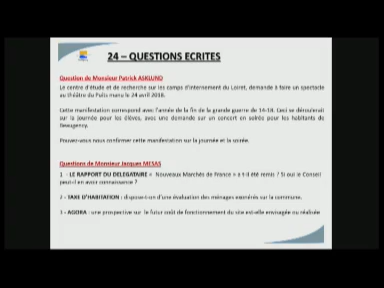 24 – QUESTIONS ECRITES
Question de Monsieur Patrick ASKLUND
Le centre d'étude et de recherche sur les camps d'internement du Loiret, demande à faire un spectacle
au théâtre du Puits manu le 24 avril 2018.
Cette manifestation correspond avec l'année de la fin de la grande guerre de 14-18. Ceci se déroulerait
sur la journée pour les élèves, avec une demande sur un concert en soirée pour les habitants de
Beaugency.
Pouvez-vous nous confirmer cette manifestation sur la journée et la soirée.
Questions de Monsieur Jacques MESAS
1 - LE RAPPORT DU DELEGATAIRE « Nouveaux Marchés de France » a t-il été remis ? Si oui le Conseil
peut-il en avoir connaissance ?
2 - TAXE D'HABITATION : dispose-t-on d'une évaluation des ménages exonérés sur la commune.
3 - AGORA : une prospective sur le futur coût de fonctionnement du site est-elle envisagée ou réalisée